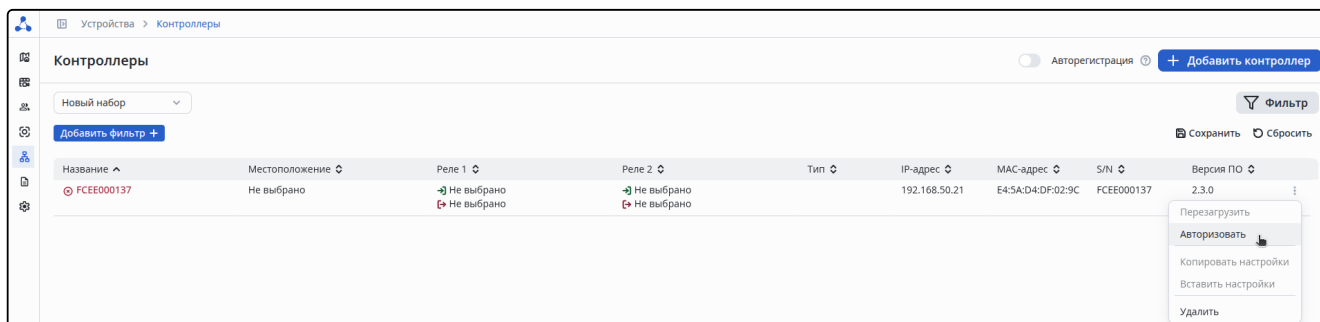 Устройства > Контроллеры
Контроллеры
Авторегистрация
+ Добавить контроллер
Новый набор
Фильтр
Добавить фильтр +
Сохранить
Сбросить
Название Местоположение Реле 1 Реле 2 Тип IP-адрес MAC-адрес S/N Версия ПО
FCEE000137 Не выбрано Не выбрано Не выбрано 192.168.50.21 E4:5A:D4:DF:02:9C FCEE000137 2.3.0
Не выбрано Не выбрано
Перезагрузить
Авторизовать
Копировать настройки
Вставить настройки
Удалить